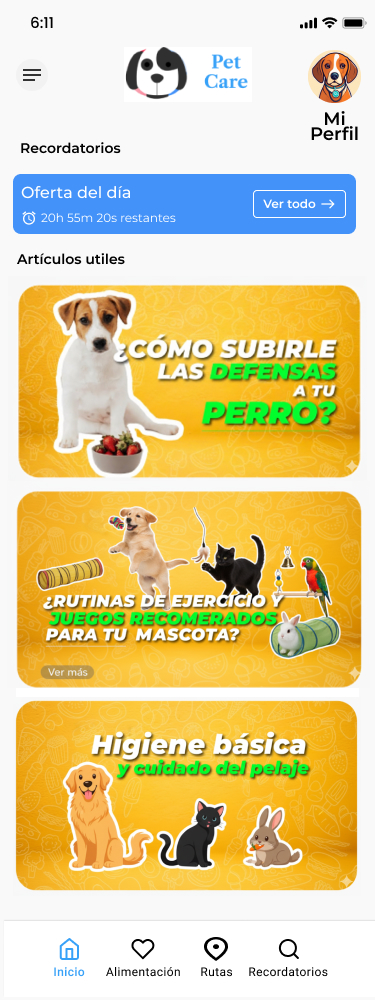 6:11
Pet
Care
Mi
Perfil
Recordatorios
Oferta del día
20h 55m 20s restantes
Ver todo
Artículos utiles
¿CÓMO SUBIRLE
LAS DEFENSAS
A TU
PERRO?
¿RUTINAS DE EJERCICIO Y
JUEGOS RECOMERADOS
PARA TU MASCOTA?
Ver más
Higiene básica
y cuidado del pelaje
Inicio
Alimentación
Rutas
Recordatorios